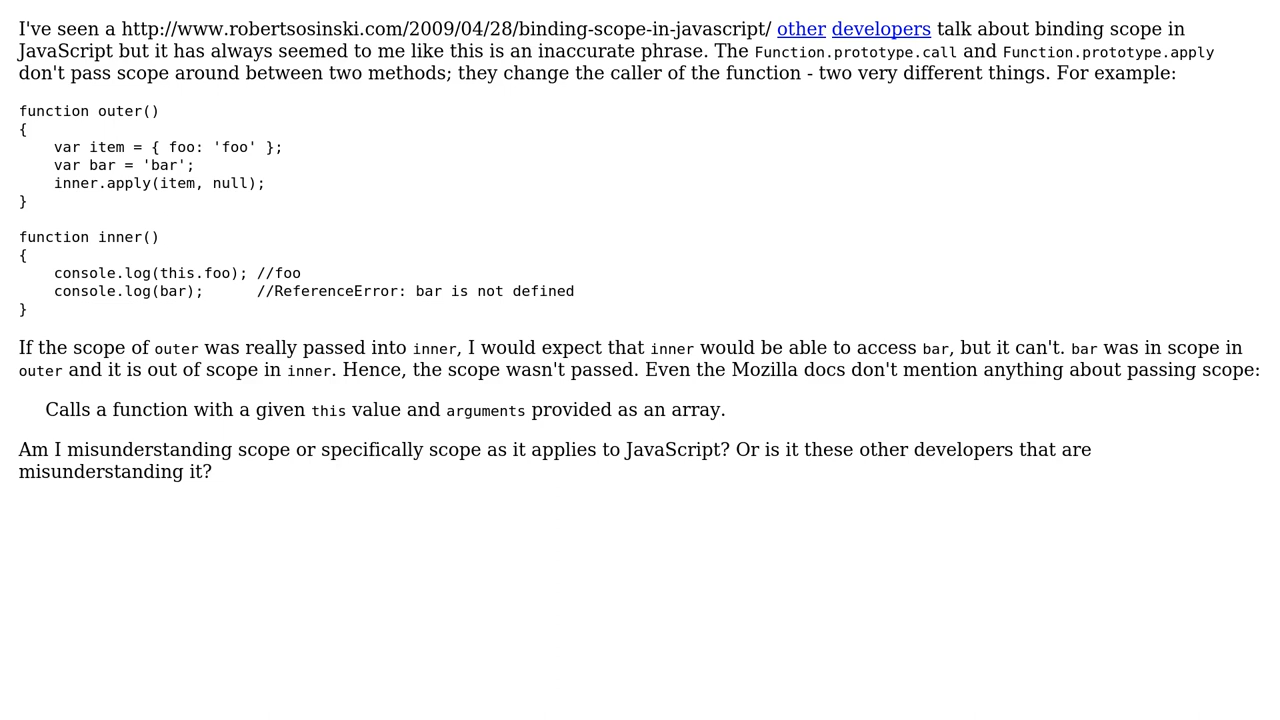 I've seen a http://www.robertsosinski.com/2009/04/28/binding-scope-in-javascript/ other developers talk about binding scope in
JavaScript but it has always seemed to me like this is an inaccurate phrase. The Function.prototype.call and Function.prototype.apply
don't pass scope around between two methods; they change the caller of the function - two very different things. For example:
function outer()
{
    var item = { foo: 'foo' };
    var bar = 'bar';
    inner.apply(item, null);
}
function inner()
{
    console.log(this.foo); //foo
    console.log(bar);      //ReferenceError: bar is not defined
}
If the scope of outer was really passed into inner, I would expect that inner would be able to access bar, but it can't. bar was in scope in
outer and it is out of scope in inner. Hence, the scope wasn't passed. Even the Mozilla docs don't mention anything about passing scope:
Calls a function with a given this value and arguments provided as an array.
Am I misunderstanding scope or specifically scope as it applies to JavaScript? Or is it these other developers that are
misunderstanding it?